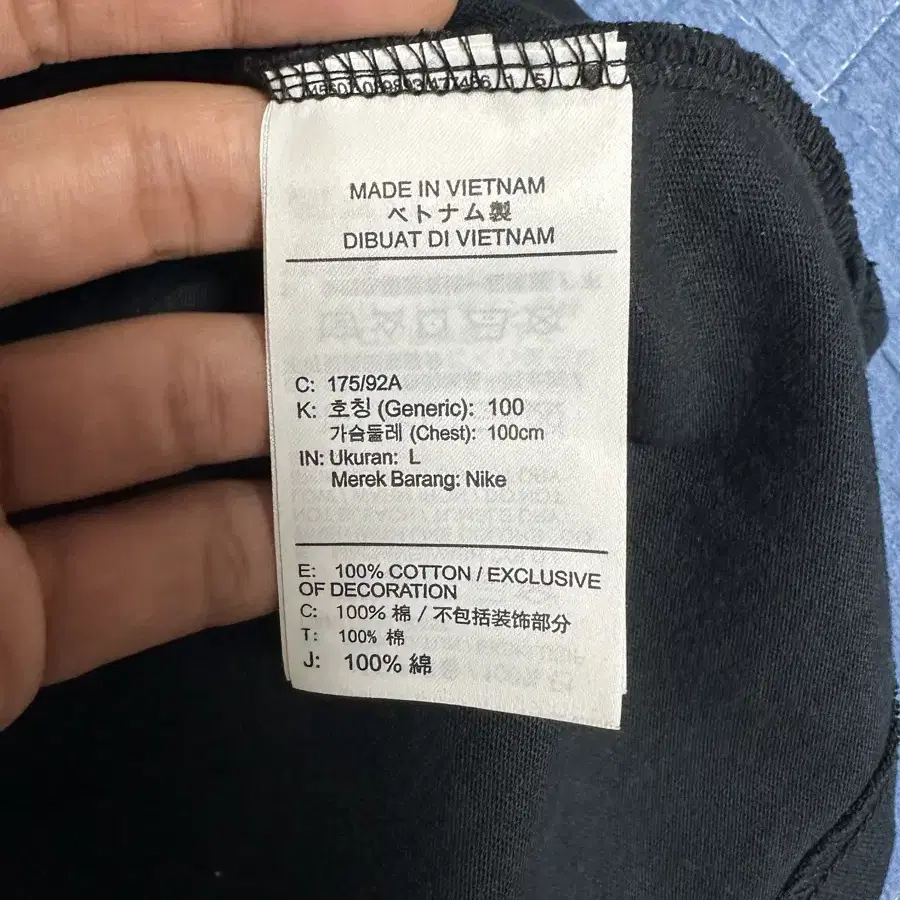 MADE IN VIETNAM
ベトナム製
DIBUAT DI VIETNAM
C: 175/92A
K: 호칭 (Generic): 100
가슴둘레 (Chest): 100cm
IN: Ukuran: L
Merek Barang: Nike
E: 100% COTTON / EXCLUSIVE
OF DECORATION
C: 100% 棉 / 不包括装饰部分
T: 100% 棉
J: 100% 綿